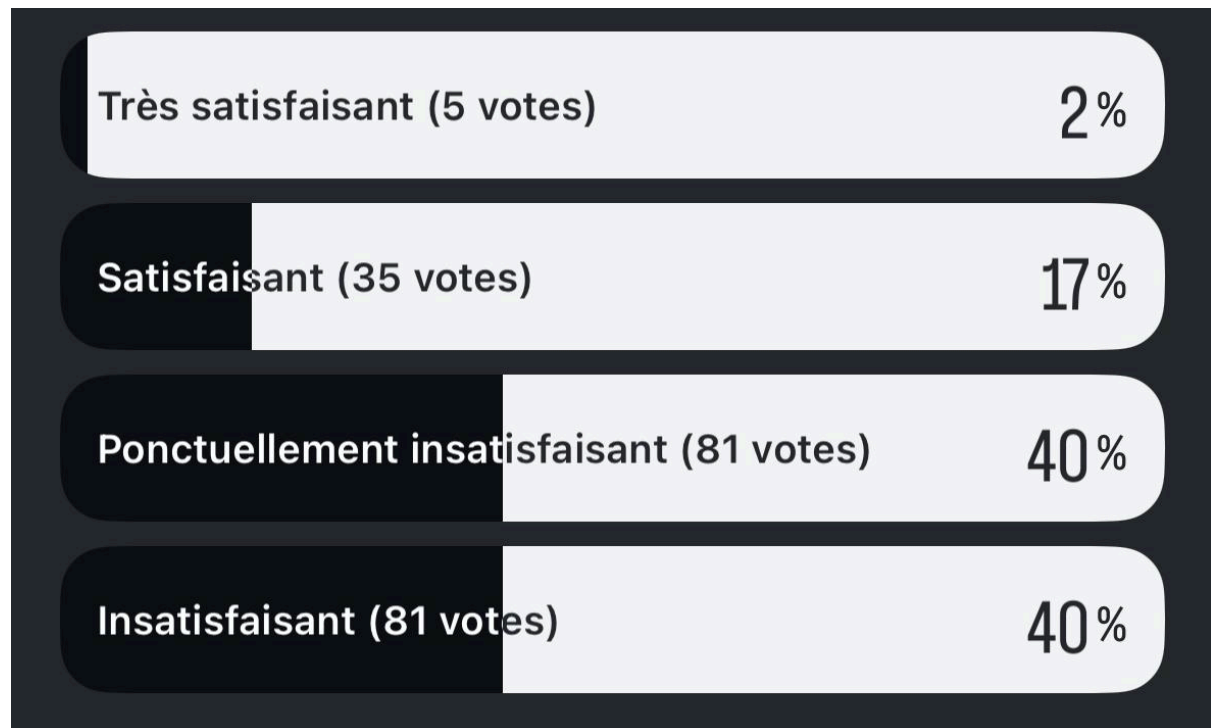 Très satisfaisant (5 votes) 2%
Satisfaisant (35 votes) 17%
Ponctuellement insatisfaisant (81 votes) 40%
Insatisfaisant (81 votes) 40%